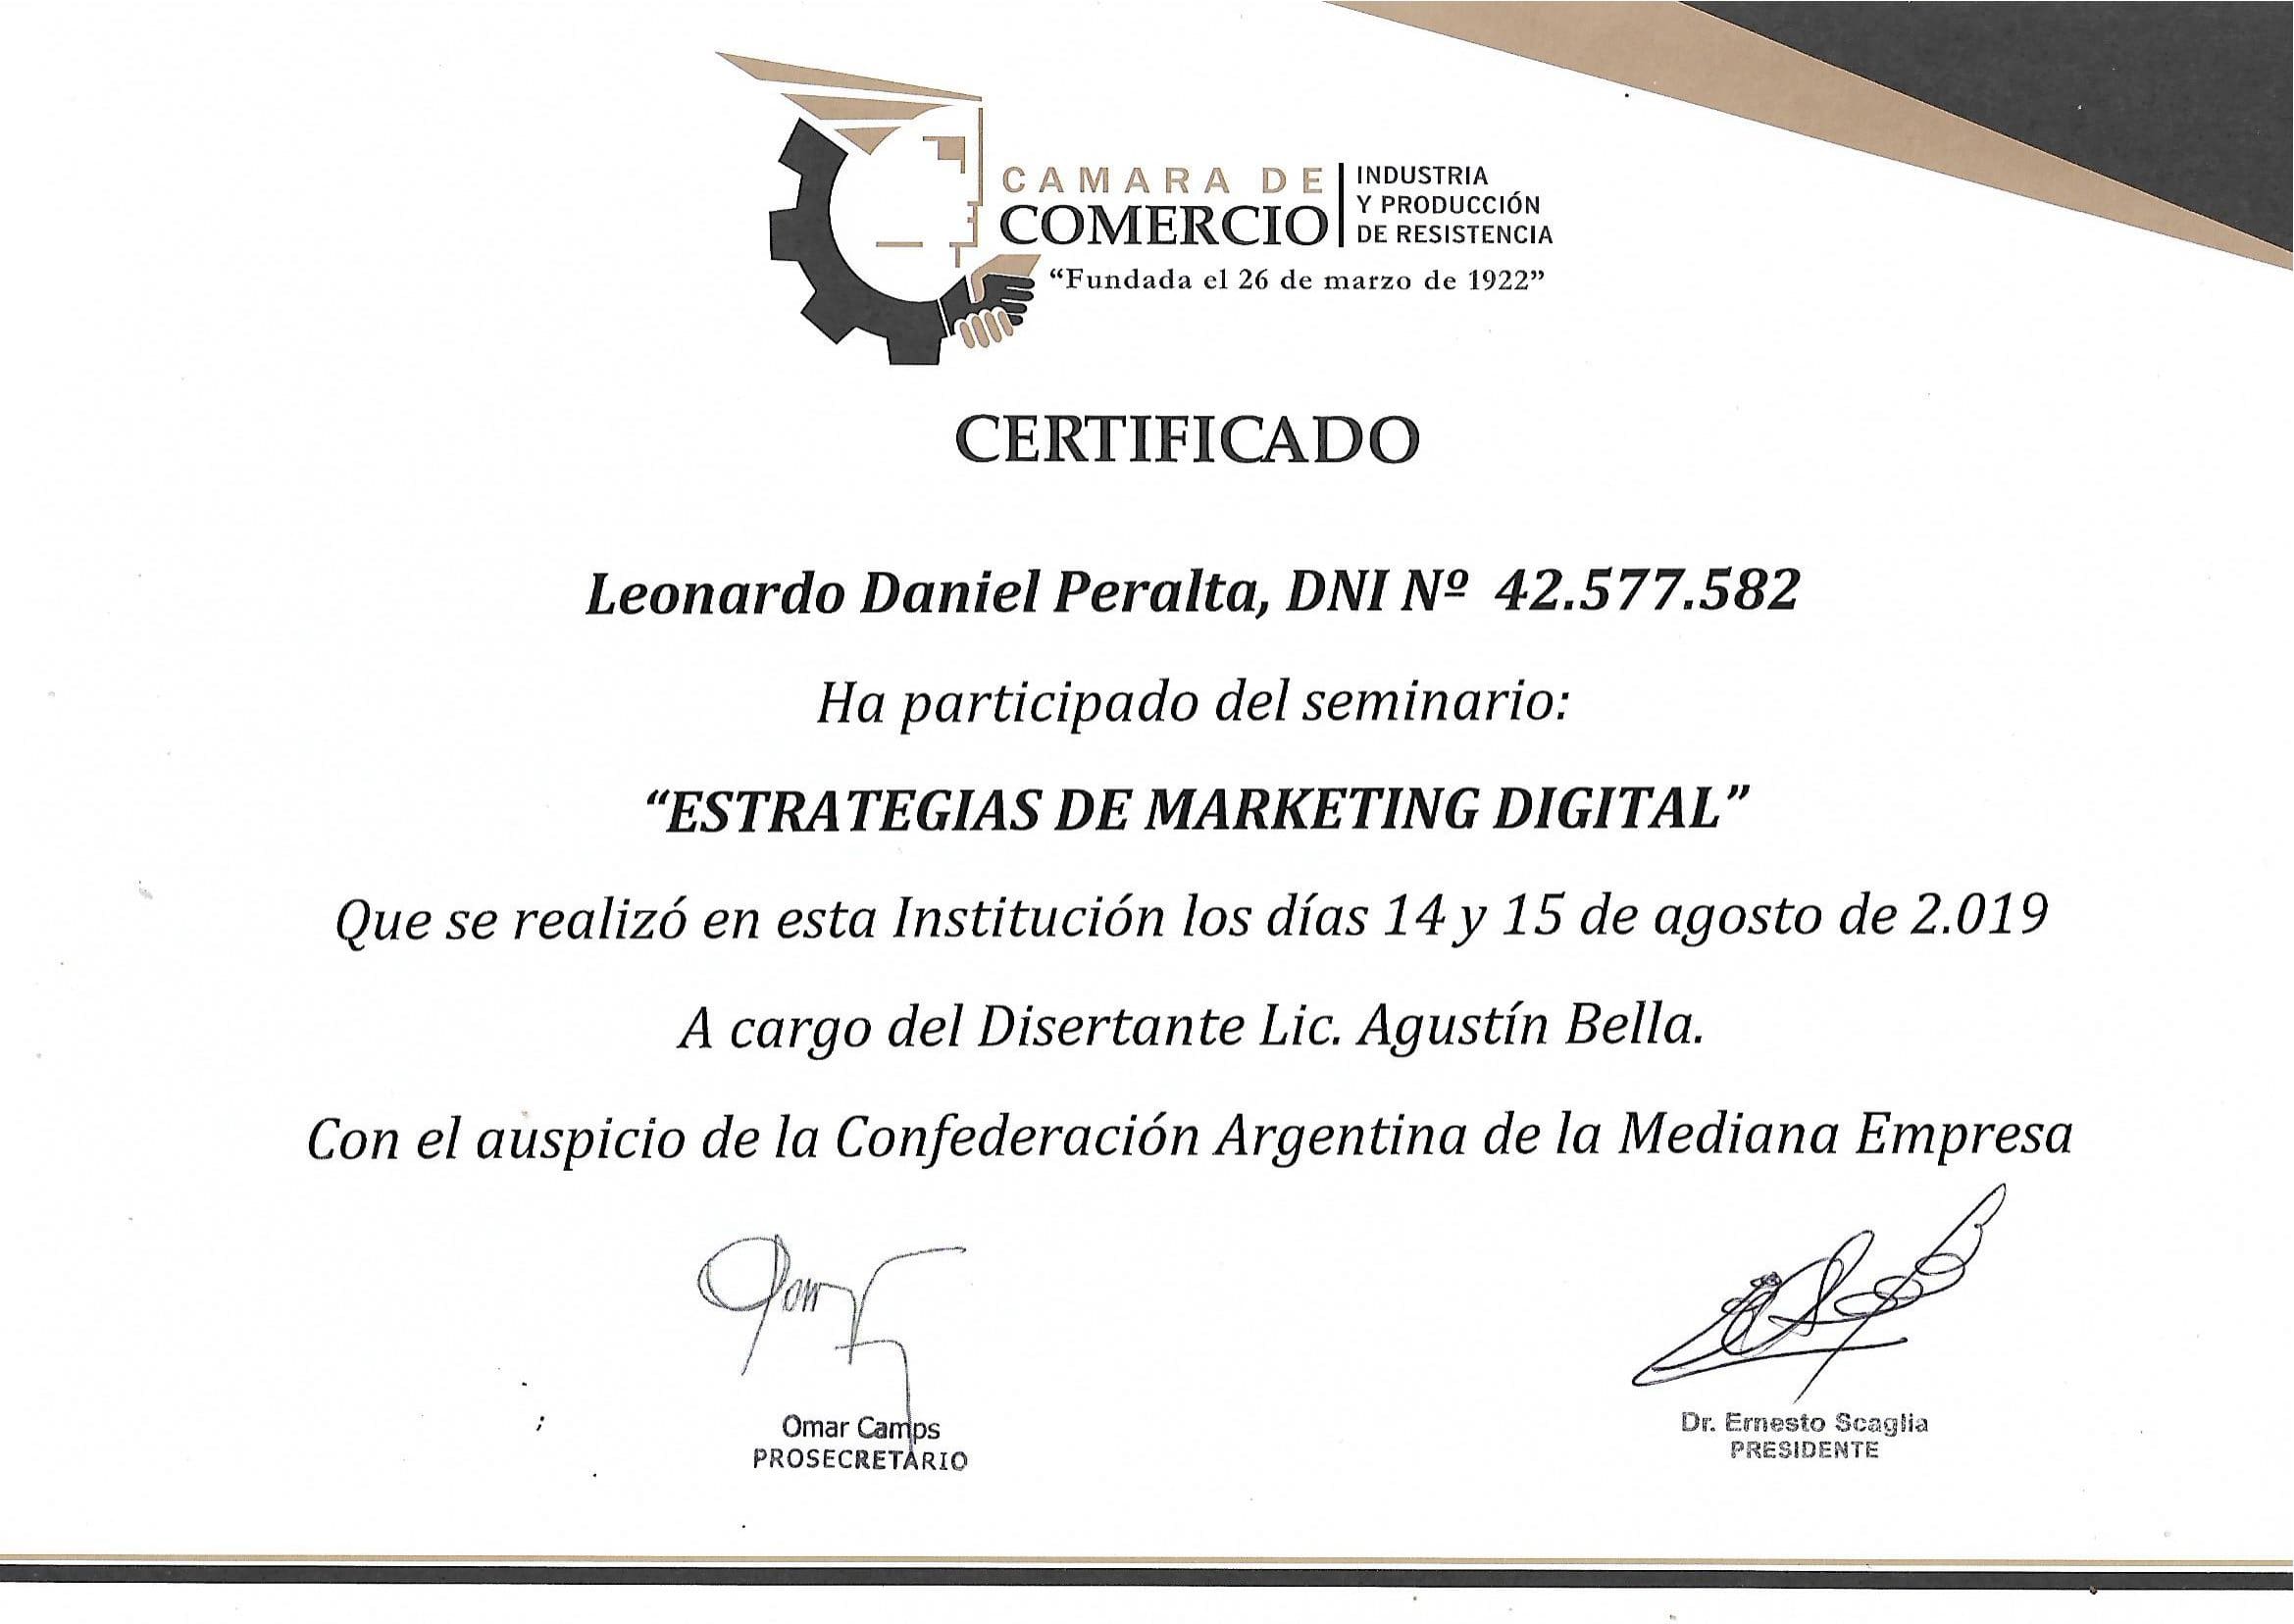 CAMARA DE
COMERCIO
INDUSTRIA
Y PRODUCCIÓN
DE RESISTENCIA
“Fundada el 26 de marzo de 1922”
CERTIFICADO
Leonardo Daniel Peralta, DNI Nº 42.577.582
Ha participado del seminario:
“ESTRATEGIAS DE MARKETING DIGITAL”
Que se realizó en esta Institución los días 14 y 15 de agosto de 2.019
A cargo del Disertante Lic. Agustín Bella.
Con el auspicio de la Confederación Argentina de la Mediana Empresa
Omar Camps
PROSECRETARIO
Dr. Ernesto Scaglia
PRESIDENTE